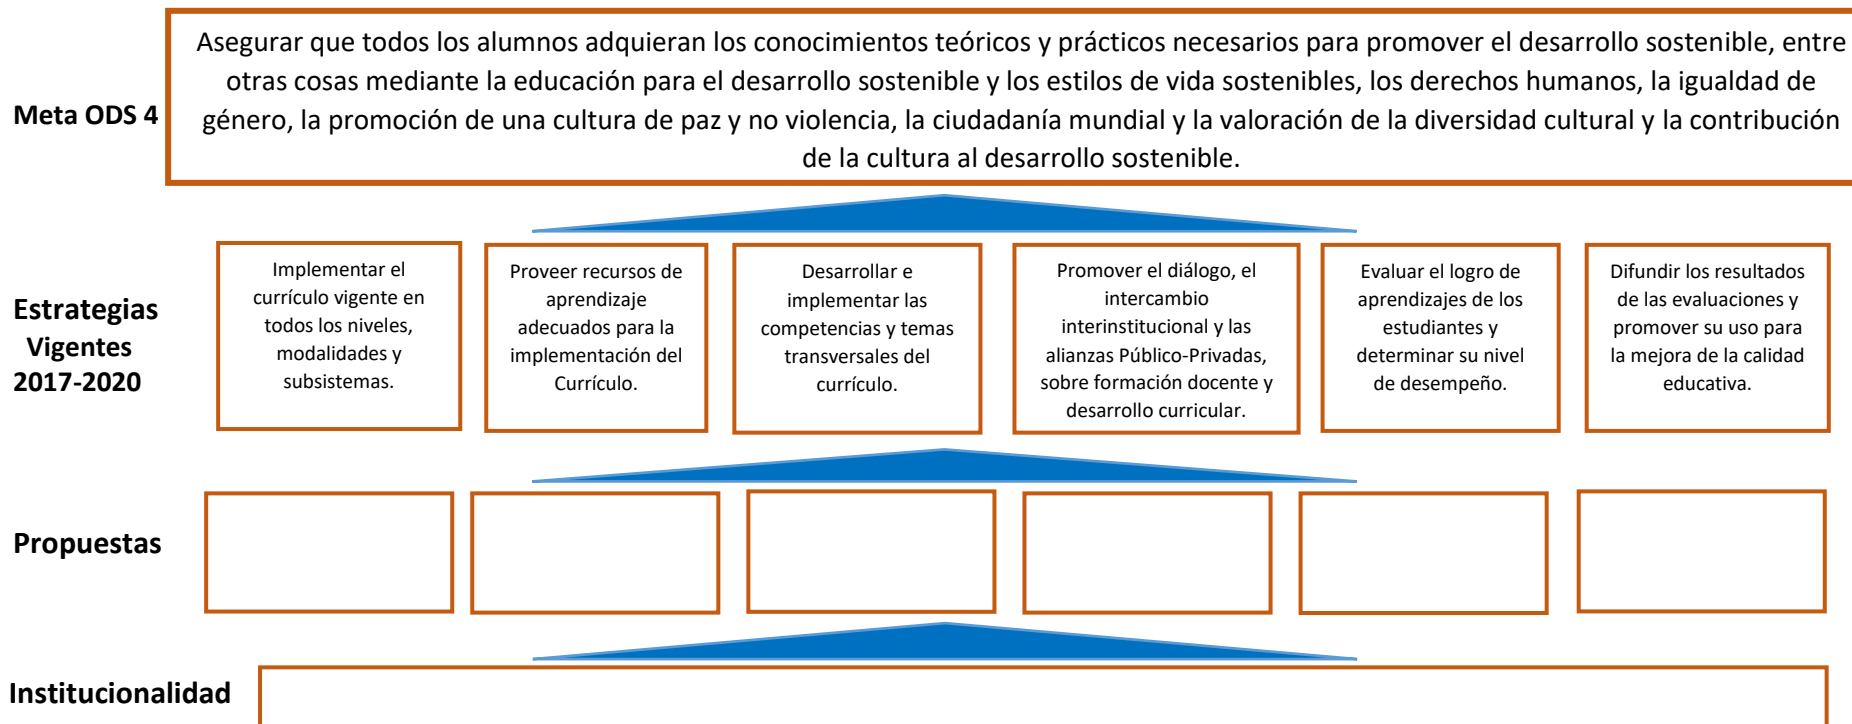 Meta ODS 4
Asegurar que todos los alumnos adquieran los conocimientos teóricos y prácticos necesarios para promover el desarrollo sostenible, entre
otras cosas mediante la educación para el desarrollo sostenible y los estilos de vida sostenibles, los derechos humanos, la igualdad de
género, la promoción de una cultura de paz y no violencia, la ciudadanía mundial y la valoración de la diversidad cultural y la contribución
de la cultura al desarrollo sostenible.
Estrategias
Vigentes
2017-2020
Implementar el
currículo vigente en
todos los niveles,
modalidades y
subsistemas.
Proveer recursos de
aprendizaje
adecuados para la
implementación del
Currículo.
Desarrollar e
implementar las
competencias y temas
transversales del
currículo.
Promover el diálogo, el
intercambio
interinstitucional y las
alianzas Público-Privadas,
sobre formación docente y
desarrollo curricular.
Evaluar el logro de
aprendizajes de los
estudiantes y
determinar su nivel
de desempeño.
Difundir los resultados
de las evaluaciones y
promover su uso para
la mejora de la calidad
educativa.
Propuestas
Institucionalidad